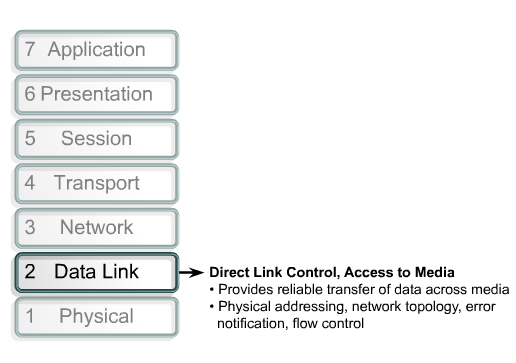 7 Application
6 Presentation
5 Session
4 Transport
3 Network
2 Data Link
Direct Link Control, Access to Media
• Provides reliable transfer of data across media
• Physical addressing, network topology, error
notification, flow control
1 Physical